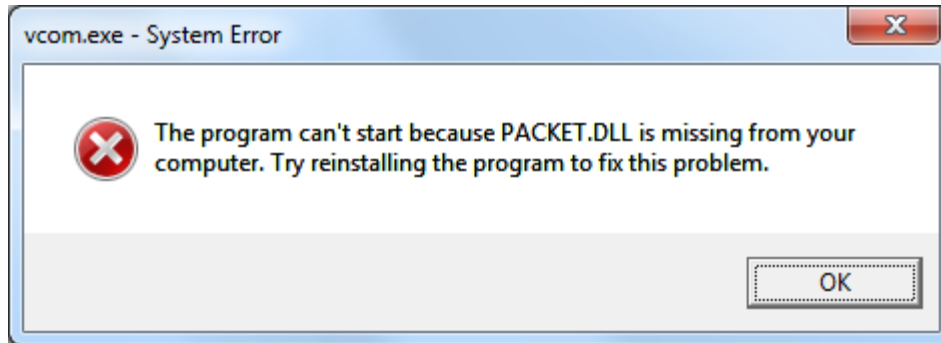 vcom.exe - System Error
The program can't start because PACKET.DLL is missing from your
computer. Try reinstalling the program to fix this problem.
OK